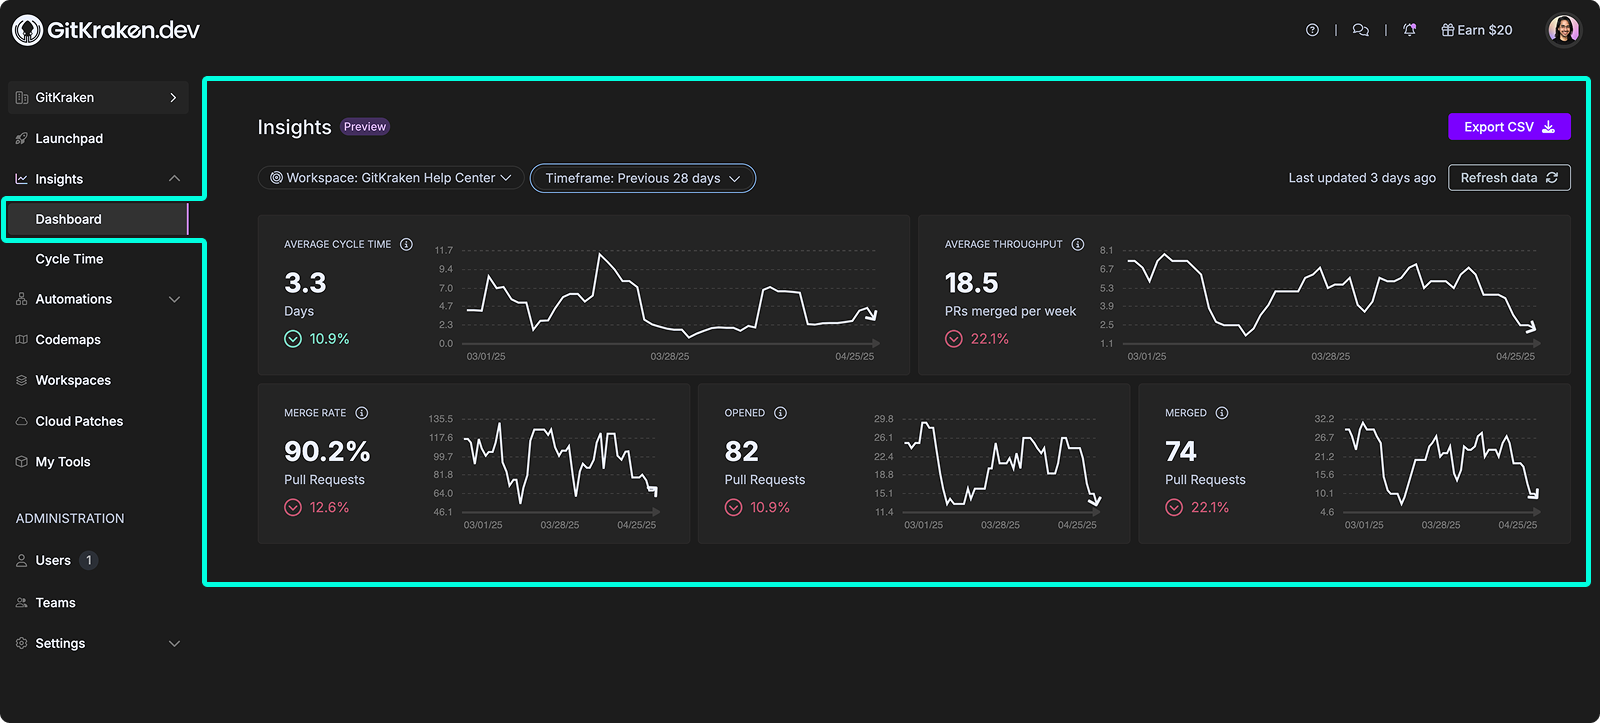 GitKraken.dev
Earn $20
GitKraken
Launchpad
Insights
Dashboard
Cycle Time
Automations
Codemaps
Workspaces
Cloud Patches
My Tools
ADMINISTRATION
Users 1
Teams
Settings
Insights Preview
Export CSV
Workspace: GitKraken Help Center
Timeframe: Previous 28 days
Last updated 3 days ago
Refresh data
AVERAGE CYCLE TIME
3.3
Days
10.9%
11.7
9.4
7.0
4.7
2.3
0.0
03/01/25 03/28/25 04/25/25
AVERAGE THROUGHPUT
18.5
PRs merged per week
22.1%
8.1
6.7
5.3
3.9
2.5
1.1
03/01/25 03/28/25 04/25/25
MERGE RATE
90.2%
Pull Requests
12.6%
135.5
117.6
99.7
81.8
64.0
46.1
03/01/25 03/28/25 04/25/25
OPENED
82
Pull Requests
10.9%
29.8
26.1
22.4
18.8
15.1
11.4
03/01/25 03/28/25 04/25/25
MERGED
74
Pull Requests
22.1%
32.2
26.7
21.2
15.6
10.1
4.6
03/01/25 03/28/25 04/25/25